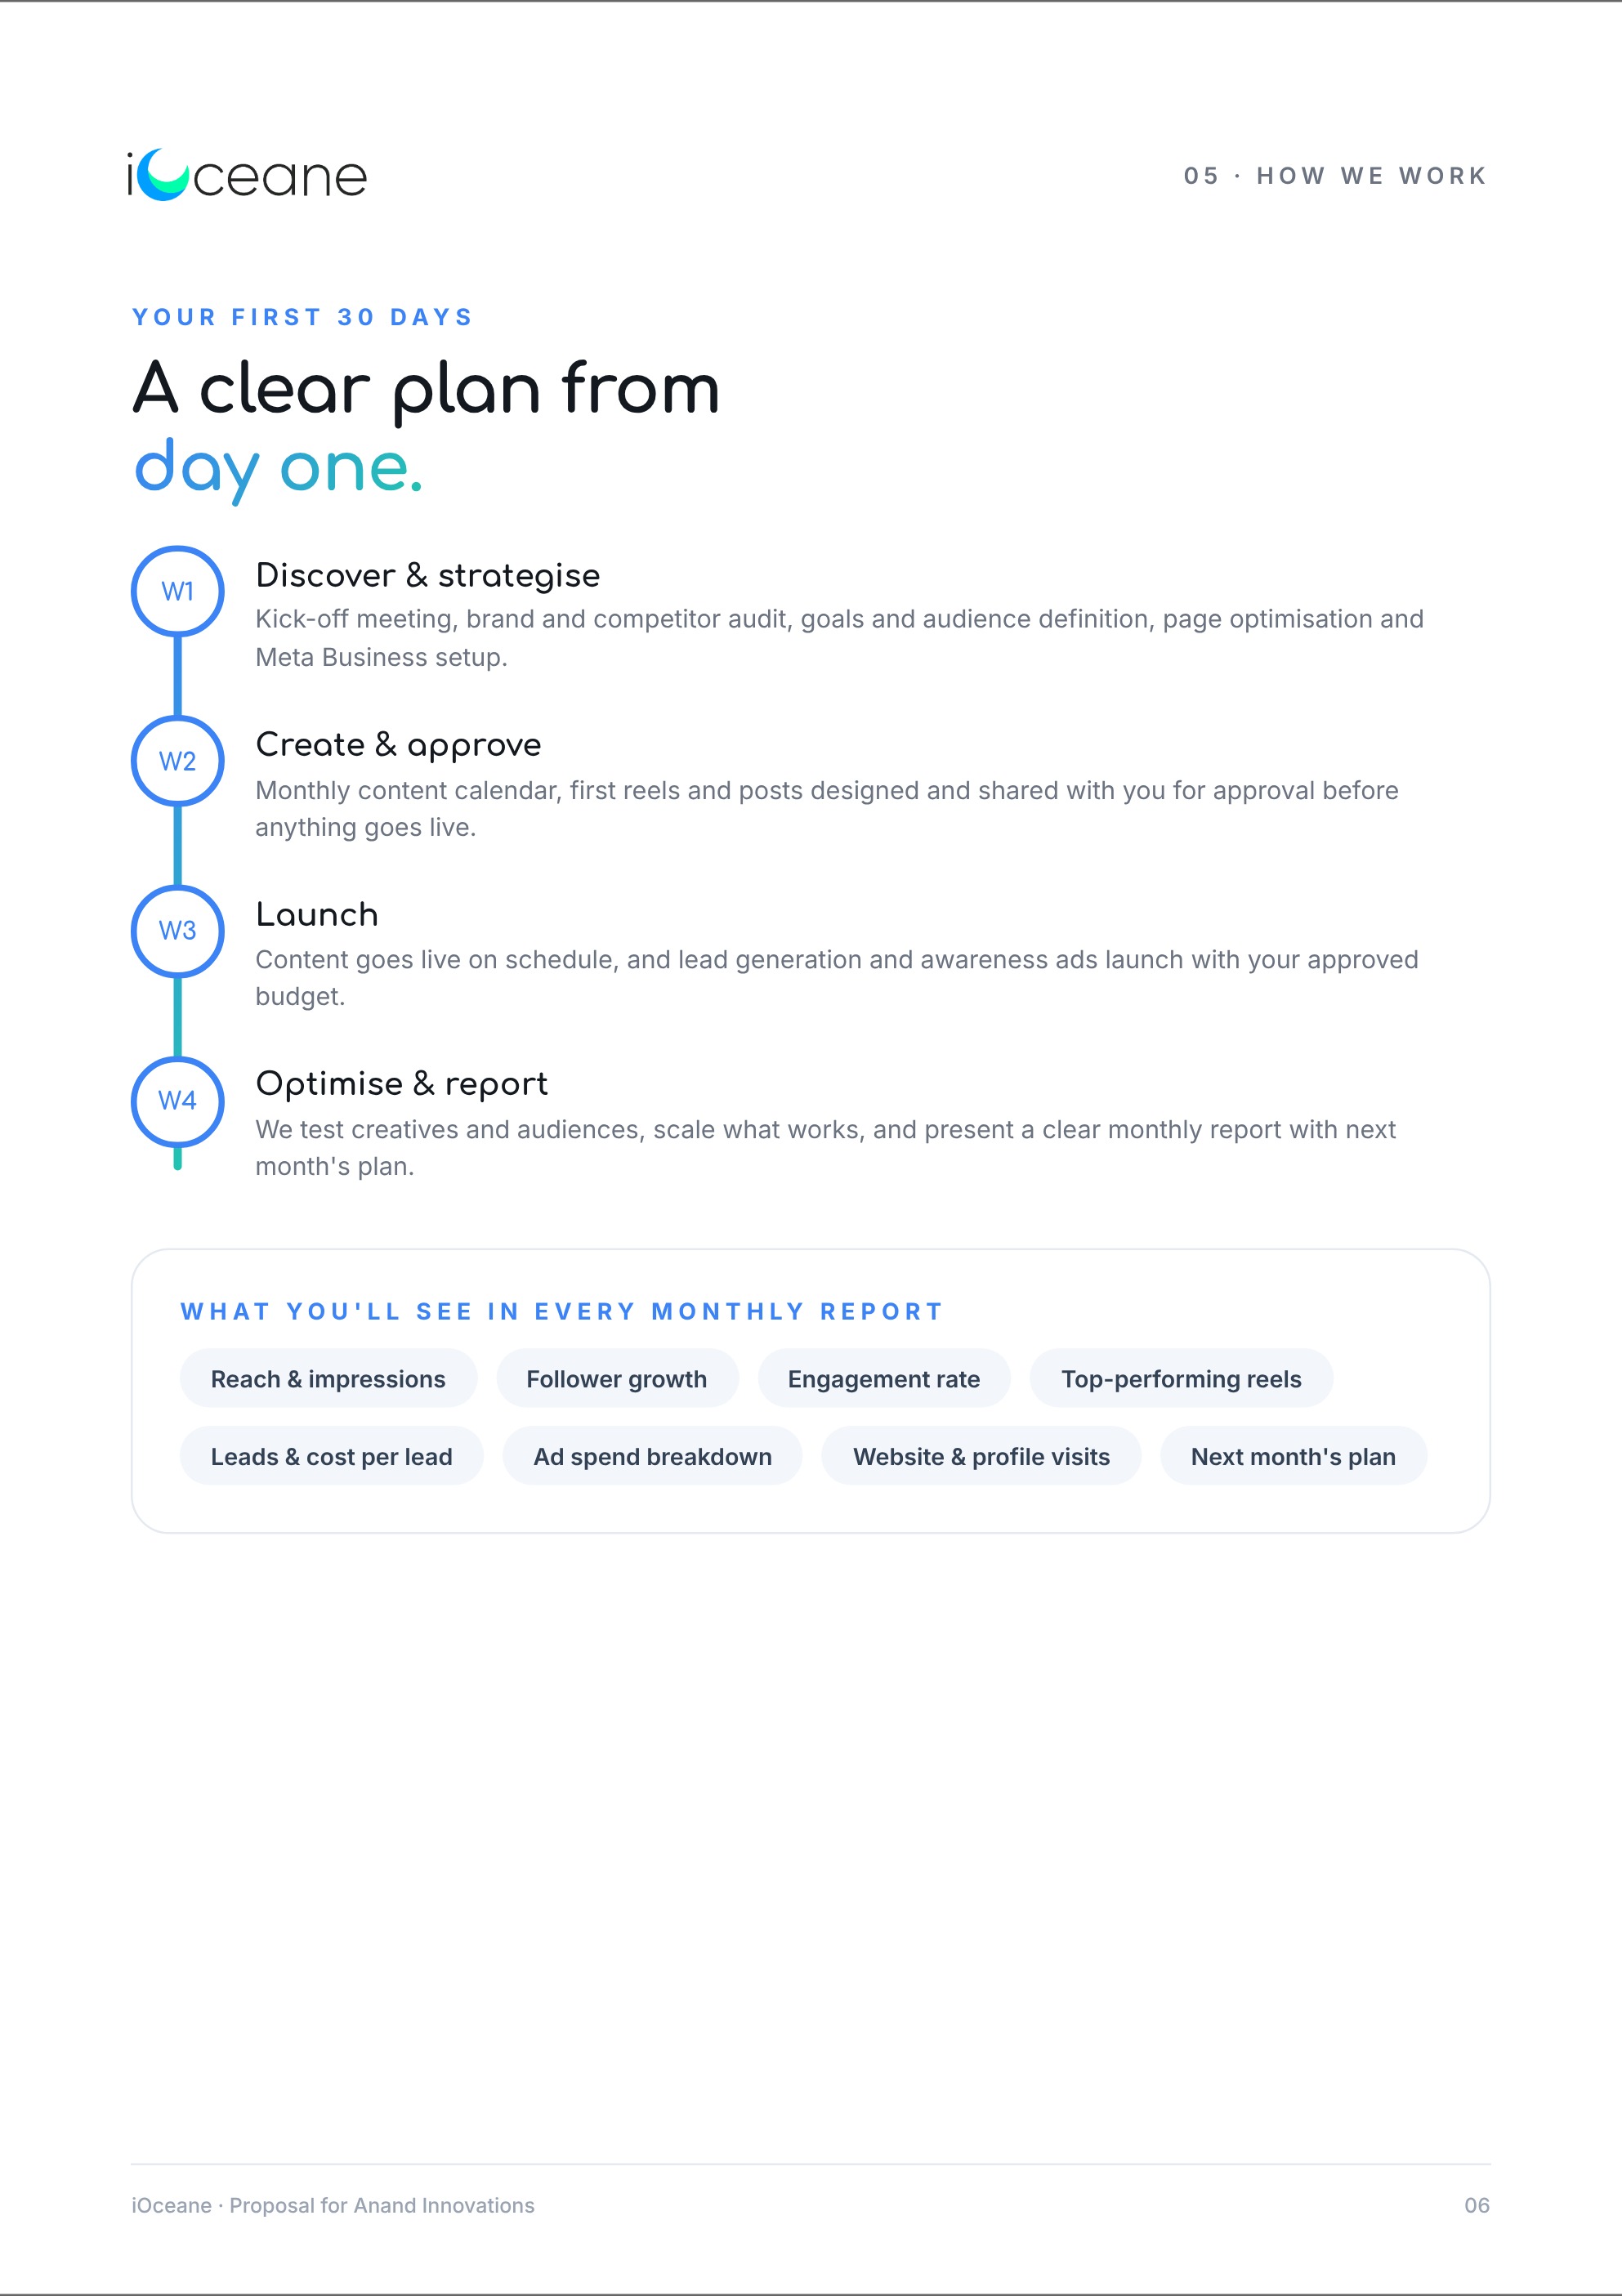 iOceane
05 · HOW WE WORK
YOUR FIRST 30 DAYS
A clear plan from
day one.
W1
Discover & strategise
Kick-off meeting, brand and competitor audit, goals and audience definition, page optimisation and
Meta Business setup.
W2
Create & approve
Monthly content calendar, first reels and posts designed and shared with you for approval before
anything goes live.
W3
Launch
Content goes live on schedule, and lead generation and awareness ads launch with your approved
budget.
W4
Optimise & report
We test creatives and audiences, scale what works, and present a clear monthly report with next
month's plan.
WHAT YOU'LL SEE IN EVERY MONTHLY REPORT
Reach & impressions Follower growth Engagement rate Top-performing reels
Leads & cost per lead Ad spend breakdown Website & profile visits Next month's plan
iOceane · Proposal for Anand Innovations
06